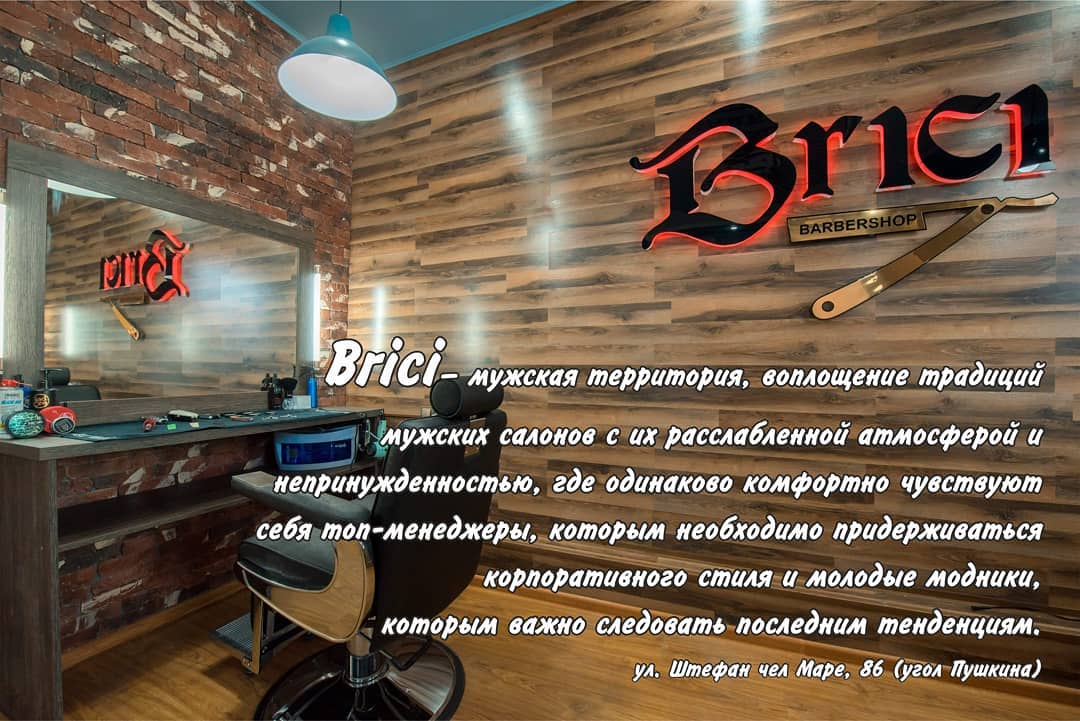 Brici
BARBERSHOP
Brici
Brici – мужская территория, воплощение традиций
мужских салонов с их расслабленной атмосферой и
непринужденностью, где одинаково комфортно чувствуют
себя топ-менеджеры, которым необходимо придерживаться
корпоративного стиля и молодые модники,
которым важно следовать последним тенденциям.
ул. Штефан чел Маре, 86 (угол Пушкина)